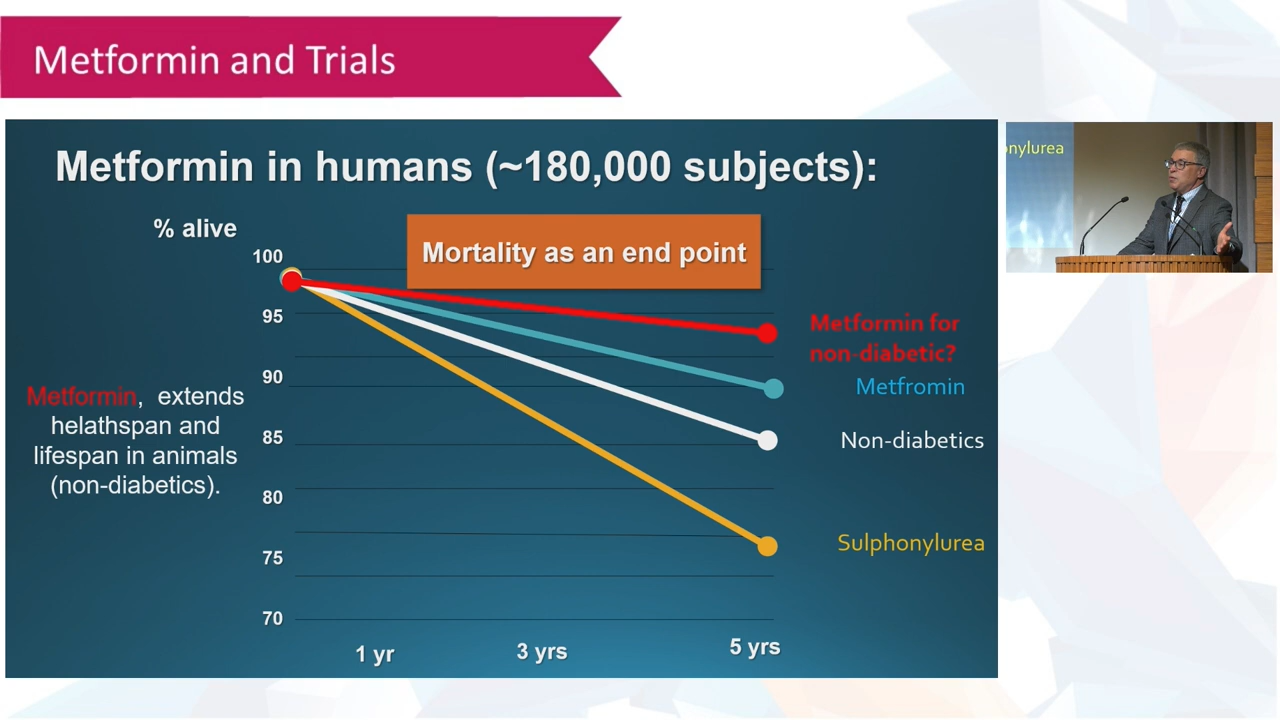 Metformin and Trials
Metformin in humans (~180,000 subjects):
% alive
Mortality as an end point
100
95
90
85
80
75
70
Metformin, extends
helathspan and
lifespan in animals
(non-diabetics).
Metformin for
non-diabetic?
Metfromin
Non-diabetics
Sulphonylurea
1 yr
3 yrs
5 yrs
onylurea